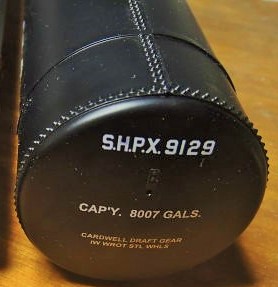 S.H.P.X. 9129
CAP'Y. 8007 GALS.
CARDWELL DRAFT GEAR
IW WROT STL WHLS